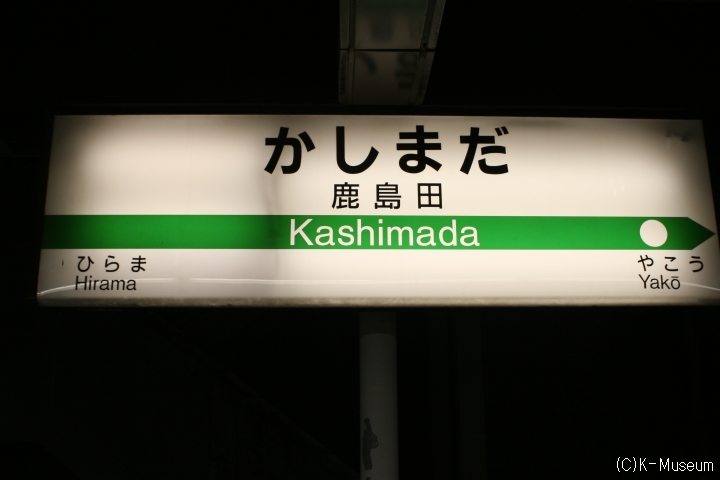 かしまだ
鹿島田
Kashimada
ひらま
Hirama
やこう
Yakō
(C)K-Museum